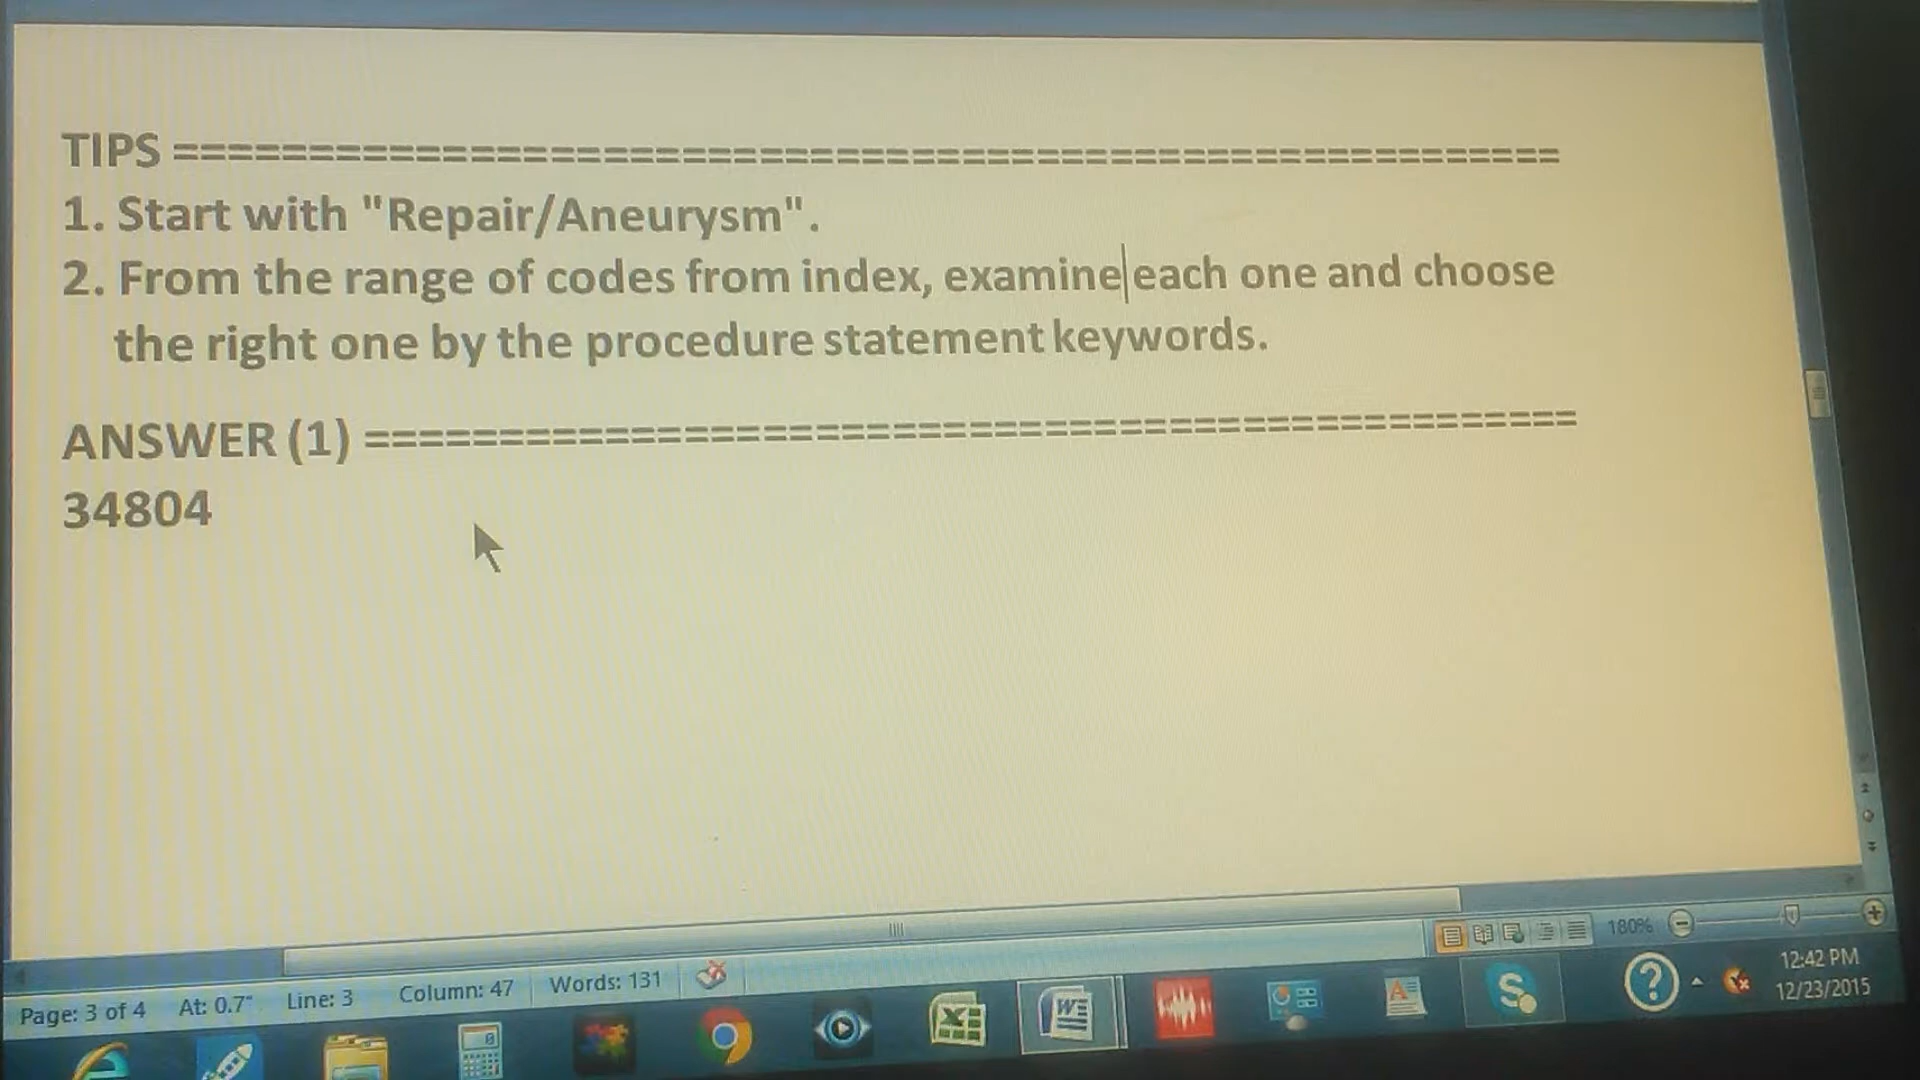 TIPS ====================================================
1. Start with "Repair/Aneurysm".
2. From the range of codes from index, examine each one and choose
the right one by the procedure statement keywords.
ANSWER (1) =============================================
34804
180%
Page: 3 of 4 At: 0.7" Line: 3 Column: 47 Words: 131
12:42 PM
12/23/2015